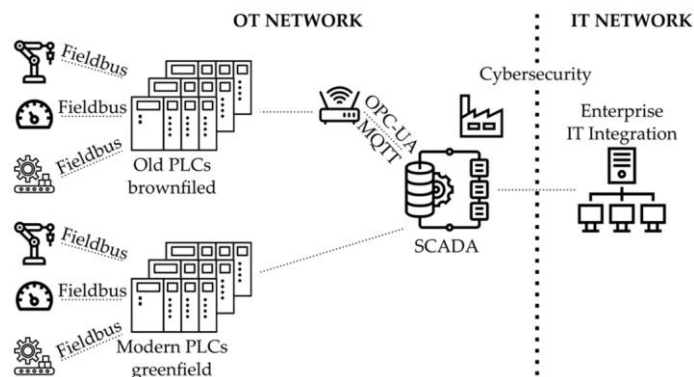 OT NETWORK
IT NETWORK
Fieldbus
Fieldbus
Fieldbus
Old PLCs
brownfiled
OPC-UA
MQTT
Cybersecurity
SCADA
Enterprise
IT Integration
Fieldbus
Fieldbus
Fieldbus
Modern PLCs
greenfield